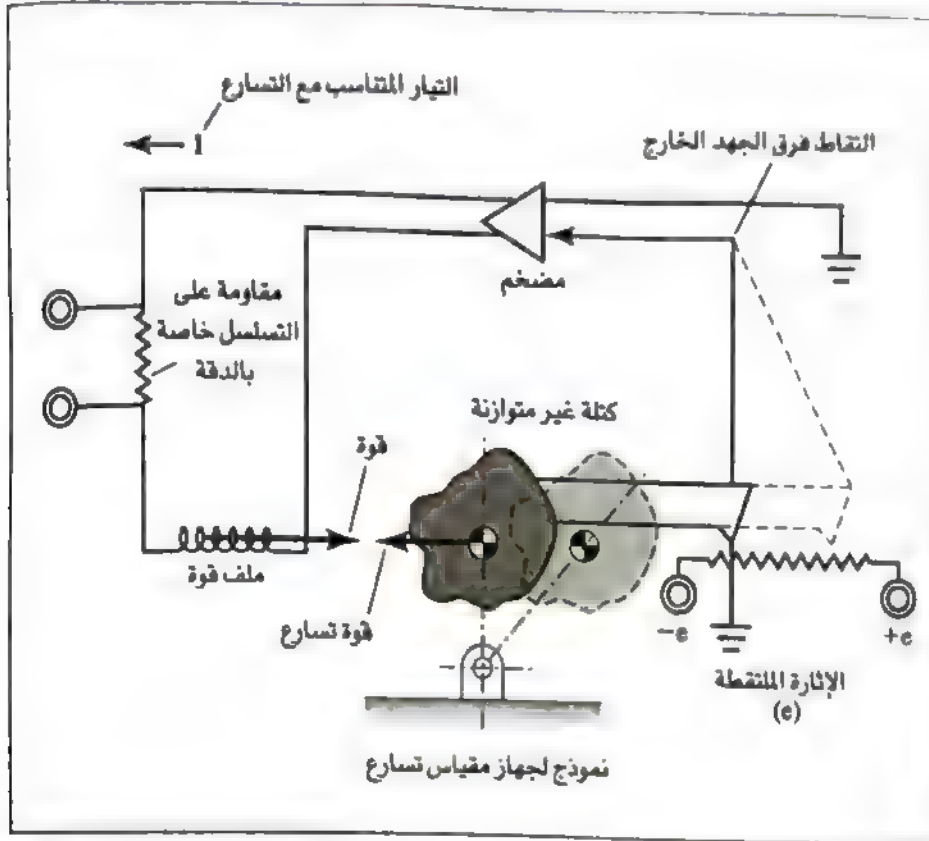 التيار المتناسب مع التسارع
I
التقاط فرق الجهد الخارج
مضخم
مقاومة على
التسلسل خاصة
بالدقة
كتلة غير متوازنة
قوة
ملف قوة
قوة تسارع
−e
+e
الإثارة الملتقطة
(e)
نموذج لجهاز مقياس تسارع